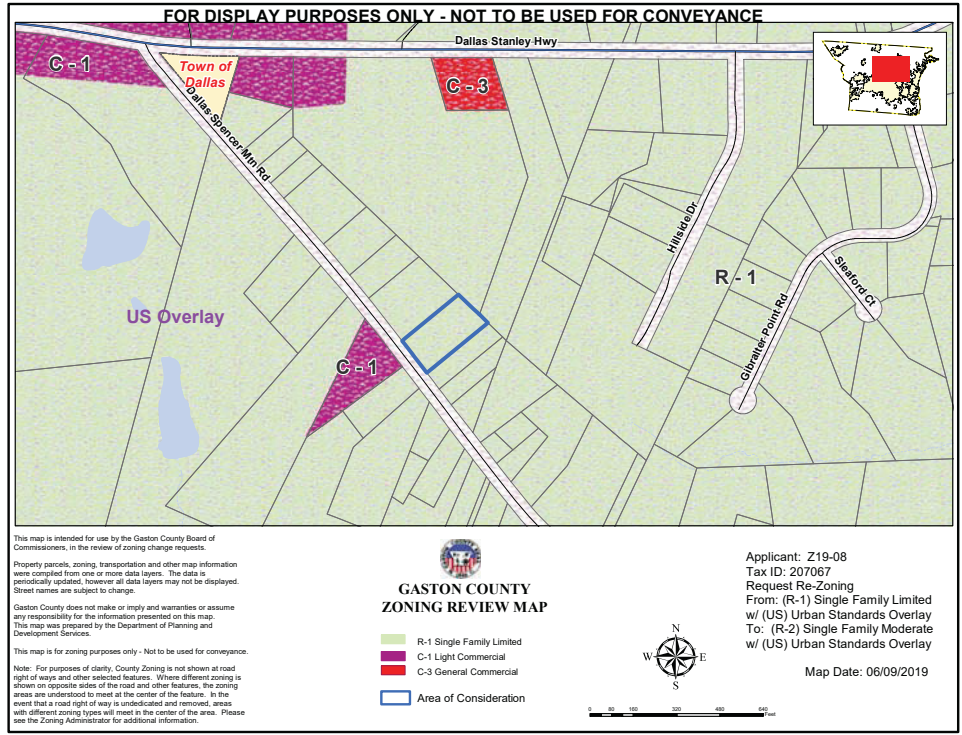 FOR DISPLAY PURPOSES ONLY - NOT TO BE USED FOR CONVEYANCE
Dallas Stanley Hwy
C - 1
Town of
Dallas
C - 3
Dallas Spencer Mtn Rd
Hillside Dr
R - 1
Sleaford Ct
Gibralter Point Rd
US Overlay
C - 1
This map is intended for use by the Gaston County Board of
Commissioners, in the review of zoning change requests.
Property parcels, zoning, transportation and other map information
were compiled from one or more data layers. The data is
periodically updated, however all data layers may not be displayed.
Street names are subject to change.
Gaston County does not make or imply and warranties or assume
any responsibility for the information presented on this map.
This map was prepared by the Department of Planning and
Development Services.
This map is for zoning purposes only - Not to be used for conveyance.
Note: For purposes of clarity, County Zoning is not shown at road
right of ways and other selected features. Where different zoning is
shown on opposite sides of the road and other features, the zoning
areas are understood to meet at the center of the feature. In the
event that a road right of way is undedicated and removed, areas
with different zoning types will meet in the center of the area. Please
see the Zoning Administrator for additional information.
GASTON COUNTY
ZONING REVIEW MAP
R-1 Single Family Limited
C-1 Light Commercial
C-3 General Commercial
Area of Consideration
N
W E
S
0 80 160 320 480 640
Feet
Applicant: Z19-08
Tax ID: 207067
Request Re-Zoning
From: (R-1) Single Family Limited
w/ (US) Urban Standards Overlay
To: (R-2) Single Family Moderate
w/ (US) Urban Standards Overlay
Map Date: 06/09/2019